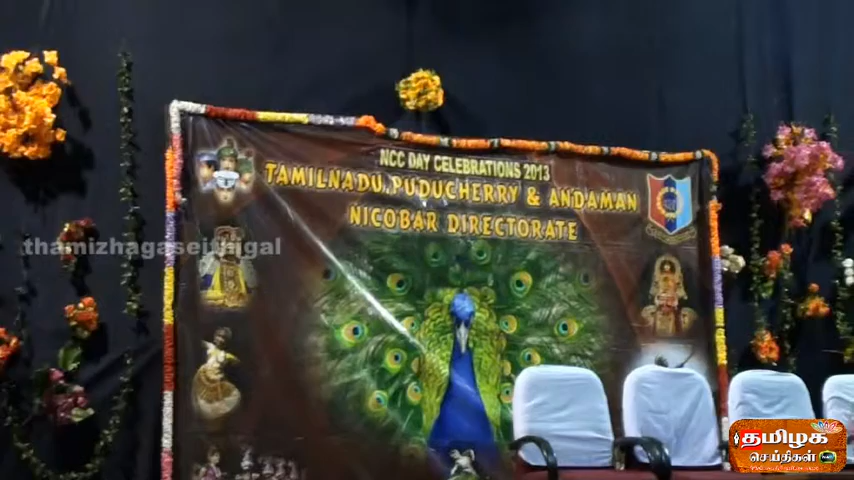 NCC DAY CELEBRATIONS 2013
TAMILNADU, PUDUCHERRY & ANDAMAN
NICOBAR DIRECTORATE
thamizhagaseithigal
தமிழக
செய்திகள்